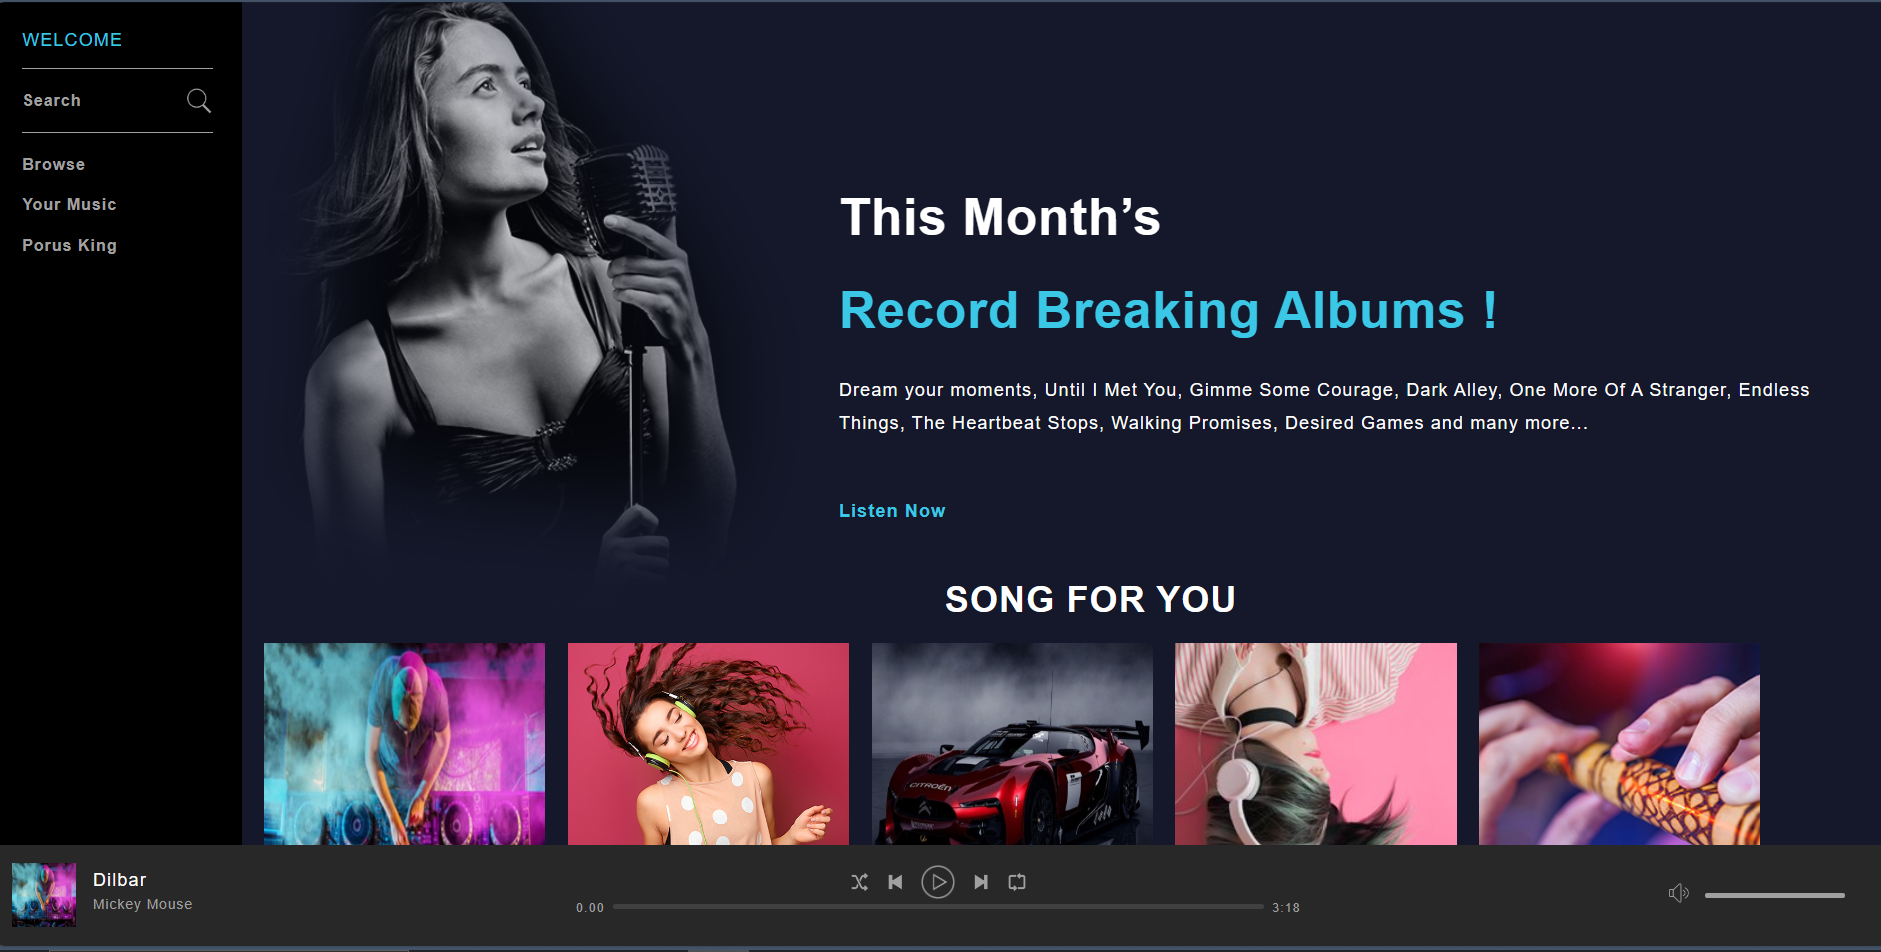 WELCOME
Search
Browse
Your Music
Porus King
This Month’s
Record Breaking Albums !
Dream your moments, Until I Met You, Gimme Some Courage, Dark Alley, One More Of A Stranger, Endless
Things, The Heartbeat Stops, Walking Promises, Desired Games and many more...
Listen Now
SONG FOR YOU
CITROËN
Dilbar
Mickey Mouse
0.00
3:18